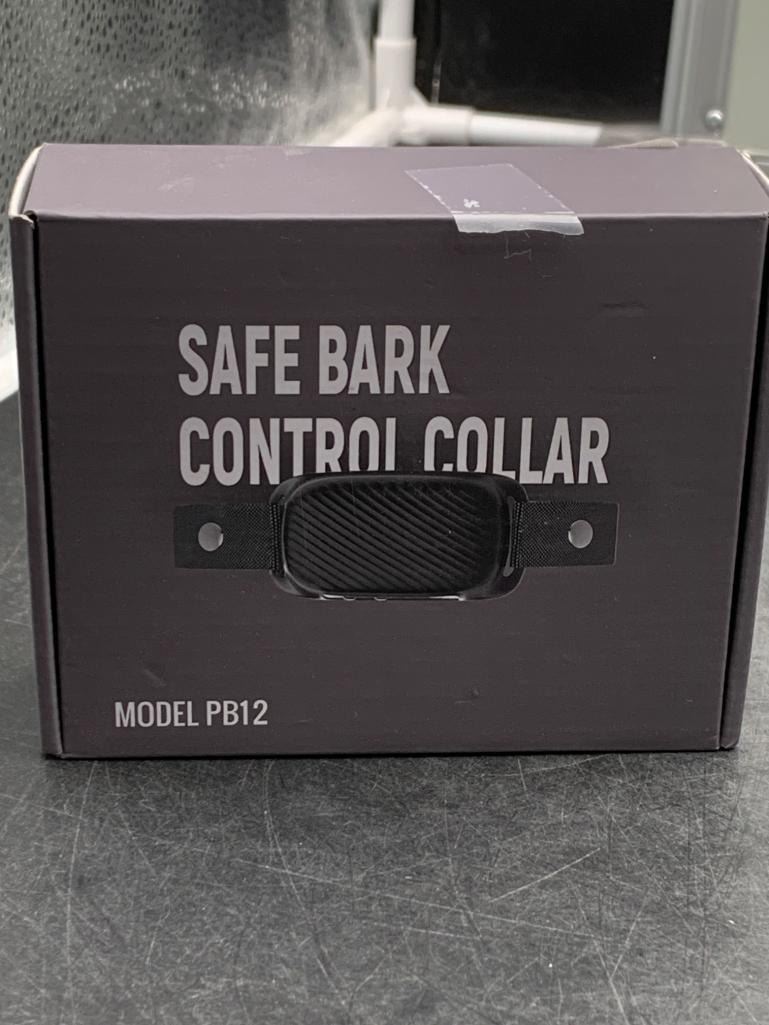 SAFE BARK
CONTROL COLLAR
MODEL PB12